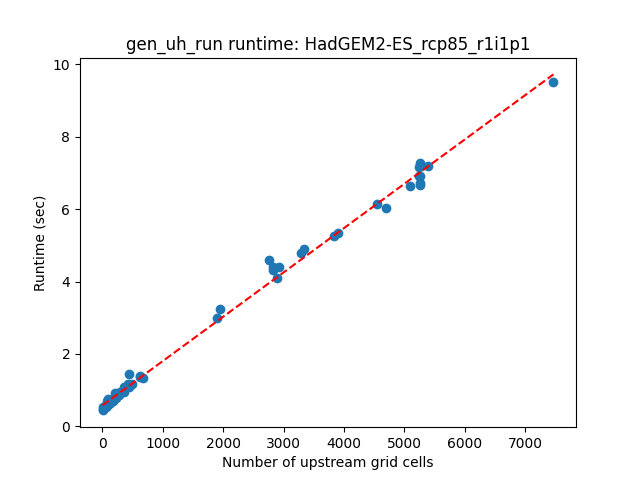 gen_uh_run runtime: HadGEM2-ES_rcp85_r1i1p1
10
8
6
4
2
0
Runtime (sec)
0 1000 2000 3000 4000 5000 6000 7000
Number of upstream grid cells